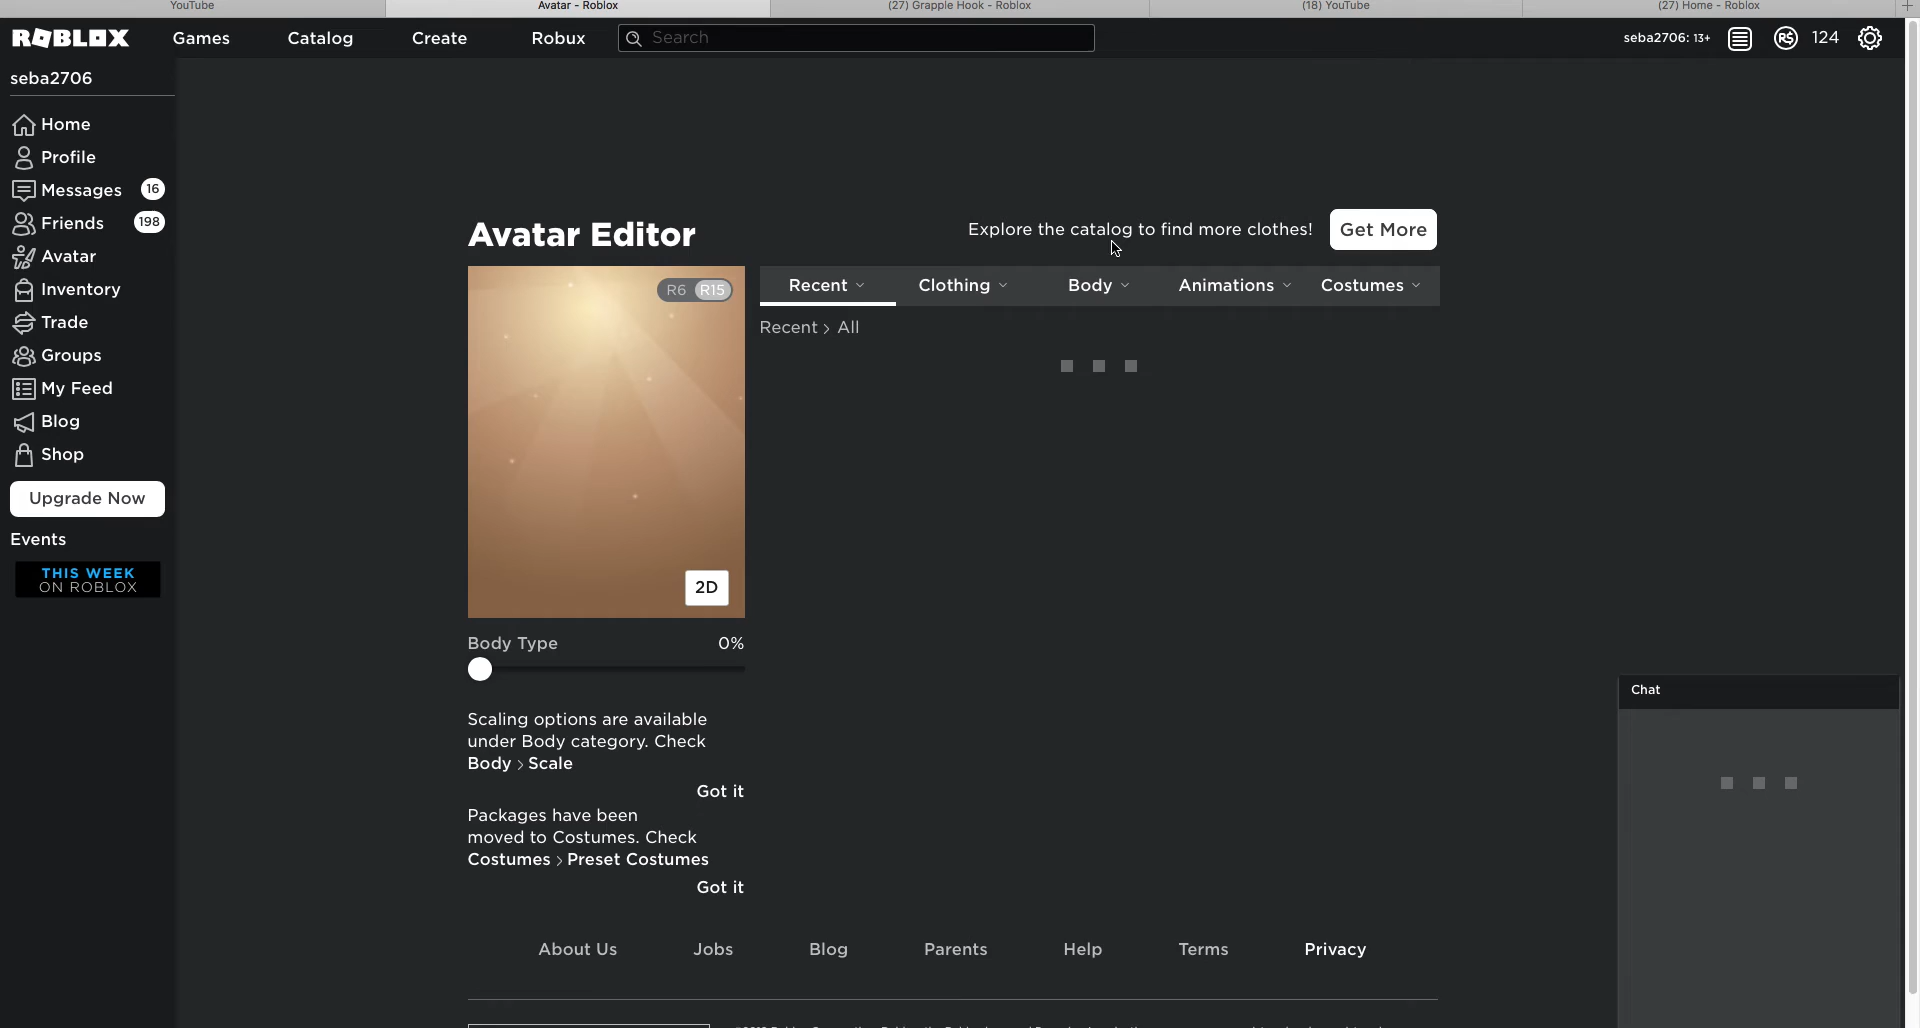 YouTube
Avatar - Roblox
(27) Grapple Hook - Roblox
(18) YouTube
(27) Home - Roblox
ROBLOX
Games
Catalog
Create
Robux
Search
seba2706: 13+
124
seba2706
Home
Profile
Messages 16
Friends 198
Avatar
Inventory
Trade
Groups
My Feed
Blog
Shop
Upgrade Now
Events
THIS WEEK
ON ROBLOX
Avatar Editor
Explore the catalog to find more clothes!
Get More
R6 R15
2D
Recent
Clothing
Body
Animations
Costumes
Recent > All
Body Type 0%
Scaling options are available
under Body category. Check
Body > Scale
Got it
Packages have been
moved to Costumes. Check
Costumes > Preset Costumes
Got it
Chat
About Us
Jobs
Blog
Parents
Help
Terms
Privacy